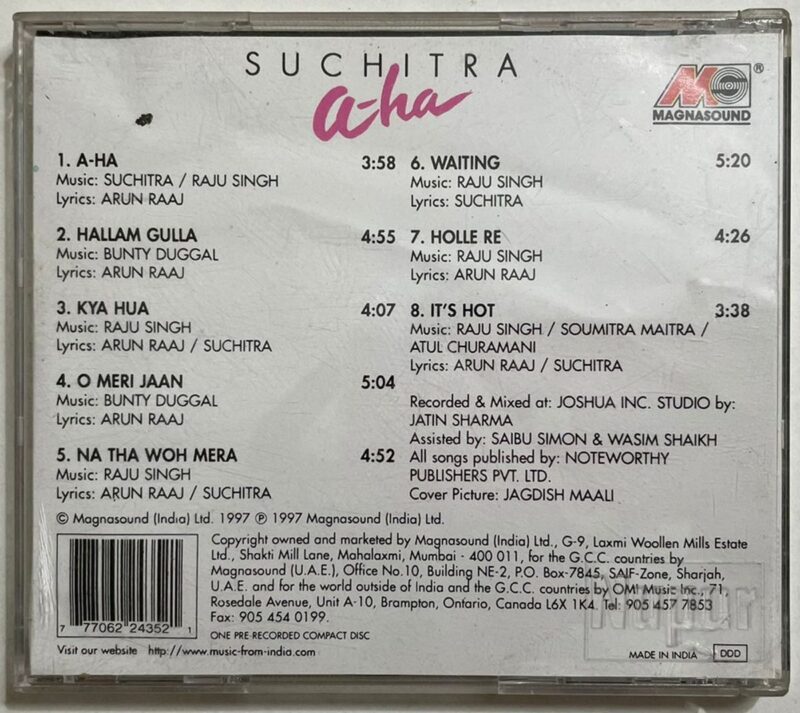 SUCHITRA
a-ha
MAGNASOUND®
1. A-HA 3:58
Music: SUCHITRA / RAJU SINGH
Lyrics: ARUN RAAJ
2. HALLAM GULLA 4:55
Music: BUNTY DUGGAL
Lyrics: ARUN RAAJ
3. KYA HUA 4:07
Music: RAJU SINGH
Lyrics: ARUN RAAJ / SUCHITRA
4. O MERI JAAN 5:04
Music: BUNTY DUGGAL
Lyrics: ARUN RAAJ
5. NA THA WOH MERA 4:52
Music: RAJU SINGH
Lyrics: ARUN RAAJ / SUCHITRA
6. WAITING 5:20
Music: RAJU SINGH
Lyrics: SUCHITRA
7. HOLLE RE 4:26
Music: RAJU SINGH
Lyrics: ARUN RAAJ
8. IT'S HOT 3:38
Music: RAJU SINGH / SOUMITRA MAITRA /
ATUL CHURAMANI
Lyrics: ARUN RAAJ / SUCHITRA
Recorded & Mixed at: JOSHUA INC. STUDIO by:
JATIN SHARMA
Assisted by: SAIBU SIMON & WASIM SHAIKH
All songs published by: NOTEWORTHY
PUBLISHERS PVT. LTD.
Cover Picture: JAGDISH MAALI
© Magnasound (India) Ltd. 1997 ℗ 1997 Magnasound (India) Ltd.
Copyright owned and marketed by Magnasound (India) Ltd., G-9, Laxmi Woollen Mills Estate
Ltd., Shakti Mill Lane, Mahalaxmi, Mumbai - 400 011, for the G.C.C. countries by
Magnasound (U.A.E.), Office No.10, Building NE-2, P.O. Box-7845, SAIF-Zone, Sharjah,
U.A.E. and for the world outside of India and the G.C.C. countries by OM! Music Inc., 71,
Rosedale Avenue, Unit A-10, Brampton, Ontario, Canada L6X 1K4. Tel: 905 457 7853
Fax: 905 454 0199.
7 77062 24352 1
ONE PRE-RECORDED COMPACT DISC
Visit our website http://www.music-from-india.com
MADE IN INDIA DDD
Nupur